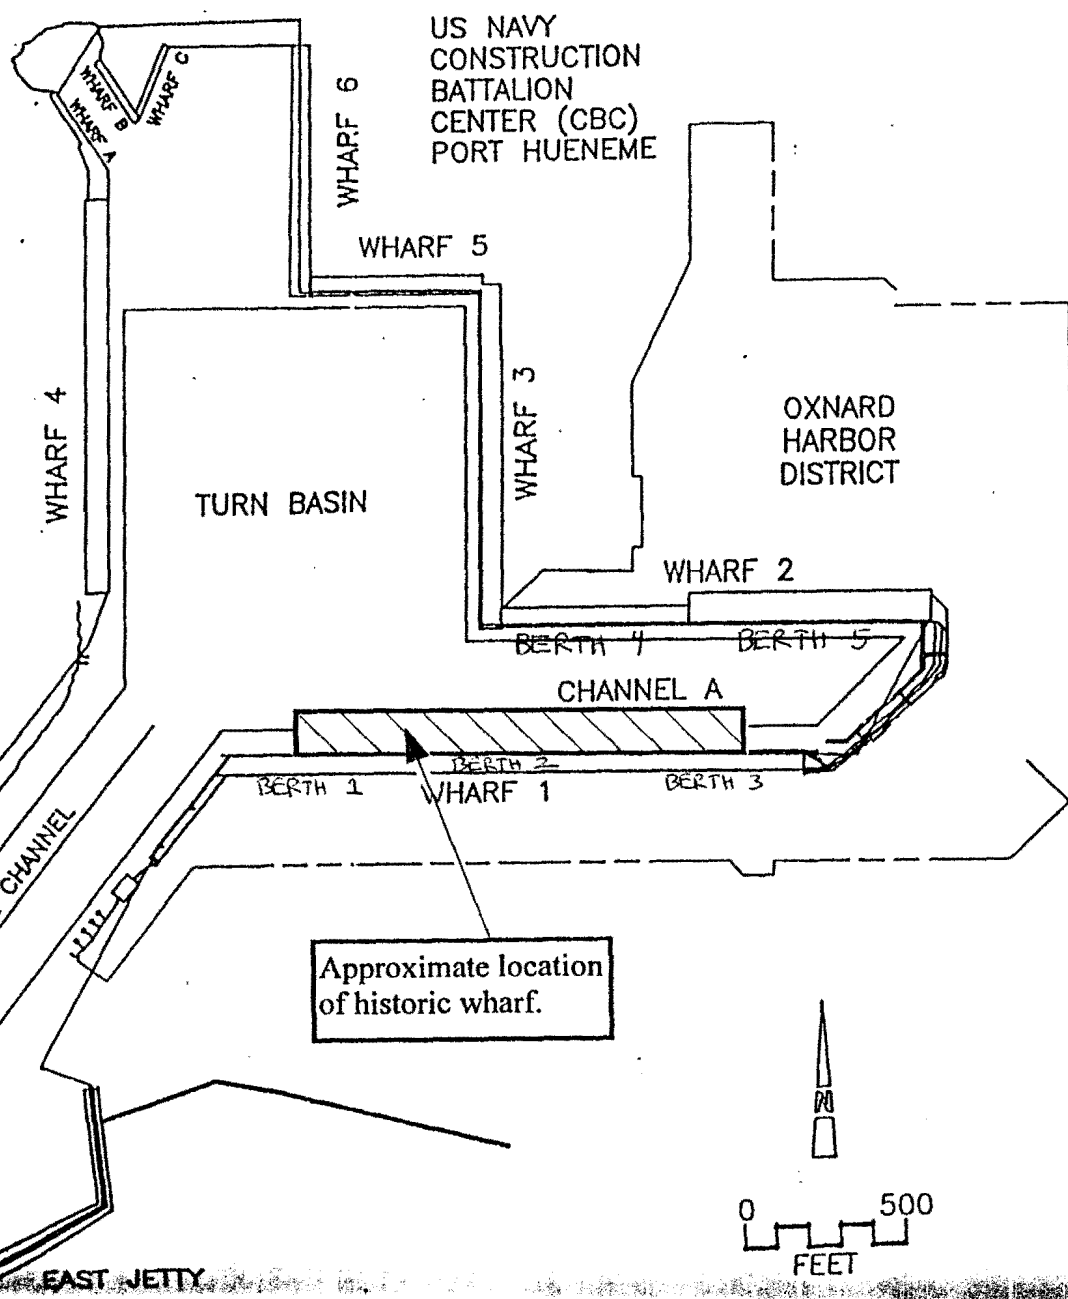 US NAVY
CONSTRUCTION
BATTALION
CENTER (CBC)
PORT HUENEME
WHARF C
WHARF B
WHARF A
WHARF 6
WHARF 5
WHARF 4
WHARF 3
TURN BASIN
OXNARD
HARBOR
DISTRICT
WHARF 2
BERTH 4
BERTH 5
CHANNEL A
BERTH 1
BERTH 2
BERTH 3
WHARF 1
CHANNEL
Approximate location
of historic wharf.
N
0 500
FEET
EAST JETTY